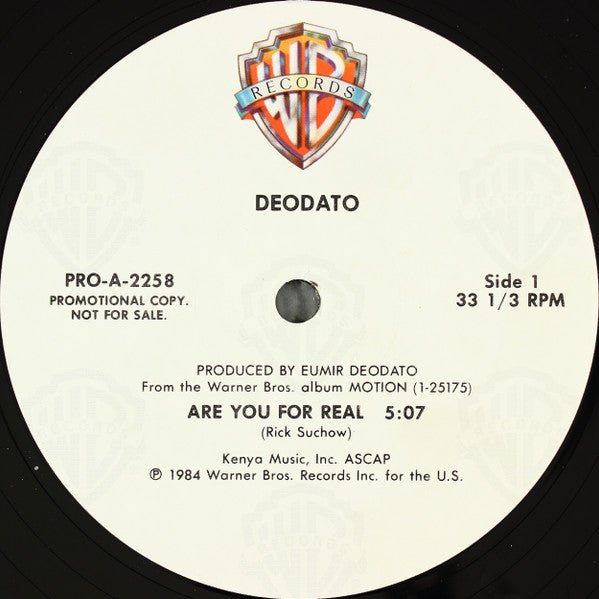 WB
RECORDS
DEODATO
PRO-A-2258
PROMOTIONAL COPY.
NOT FOR SALE.
Side 1
33 1/3 RPM
PRODUCED BY EUMIR DEODATO
From the Warner Bros. album MOTION (1-25175)
ARE YOU FOR REAL 5:07
(Rick Suchow)
Kenya Music, Inc. ASCAP
℗ 1984 Warner Bros. Records Inc. for the U.S.